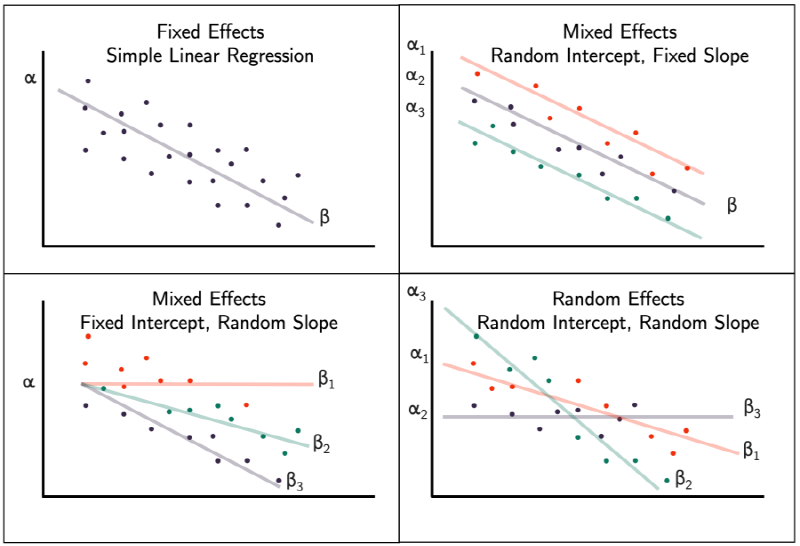 Fixed Effects
Simple Linear Regression
α
β
Mixed Effects
Random Intercept, Fixed Slope
α₁
α₂
α₃
β
Mixed Effects
Fixed Intercept, Random Slope
α
β₁
β₂
β₃
Random Effects
Random Intercept, Random Slope
α₃
α₁
α₂
β₃
β₁
β₂